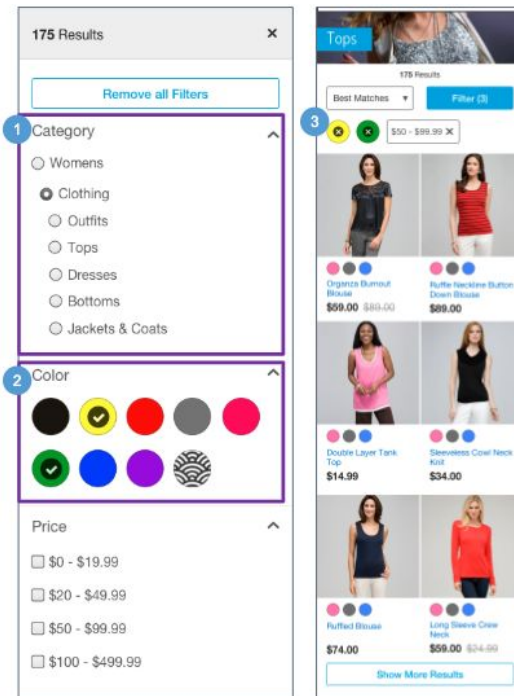 175 Results ×
Remove all Filters
1
Category
Womens
Clothing
Outfits
Tops
Dresses
Bottoms
Jackets & Coats
2
Color
Price
$0 - $19.99
$20 - $49.99
$50 - $99.99
$100 - $499.99
Tops
175 Results
Best Matches ▼ Filter (3)
3
$50 - $99.99 X
Organza Burnout
Blouse
$59.00 $89.00
Ruffle Neckline Button
Down Blouse
$89.00
Double Layer Tank
Top
$14.99
Sleeveless Cowl Neck
Knit
$34.00
Ruffled Blouse
$74.00
Long Sleeve Crew
Neck
$59.00 $24.99
Show More Results